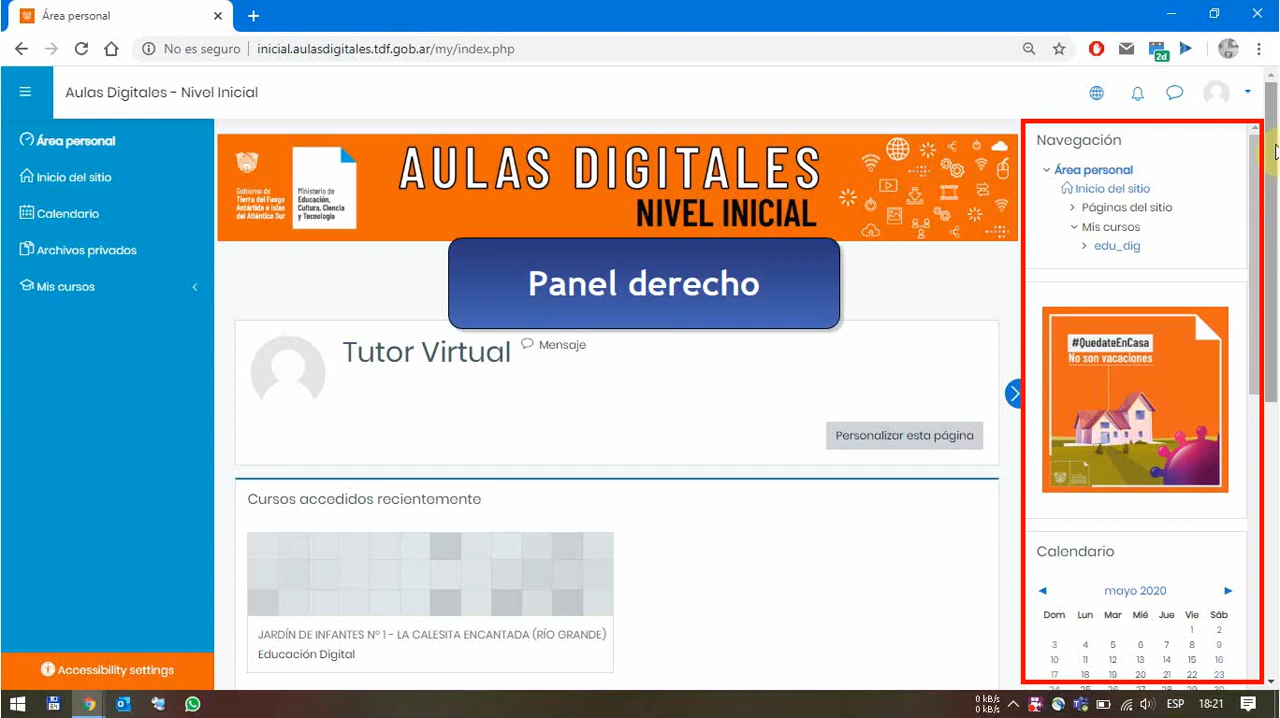 Área personal
No es seguro
inicial.aulasdigitales.tdf.gob.ar/my/index.php
2d
Aulas Digitales - Nivel Inicial
Área personal
Inicio del sitio
Calendario
Archivos privados
Mis cursos
Accessibility settings
Gobierno de
Tierra del Fuego
Antártida e Islas
del Atlántico Sur
Ministerio de
Educación,
Cultura, Ciencia
y Tecnología
AULAS DIGITALES
NIVEL INICIAL
Panel derecho
Tutor Virtual
Mensaje
Personalizar esta página
Cursos accedidos recientemente
JARDÍN DE INFANTES Nº 1 - LA CALESITA ENCANTADA (RÍO GRANDE)
Educación Digital
Navegación
Área personal
Inicio del sitio
Páginas del sitio
Mis cursos
edu_dig
#QuedateEnCasa
No son vacaciones
Calendario
mayo 2020
Dom Lun Mar Mié Jue Vie Sáb
1 2
3 4 5 6 7 8 9
10 11 12 13 14 15 16
17 18 19 20 21 22 23
0 kB/s
0 kB/s
ESP
18:21